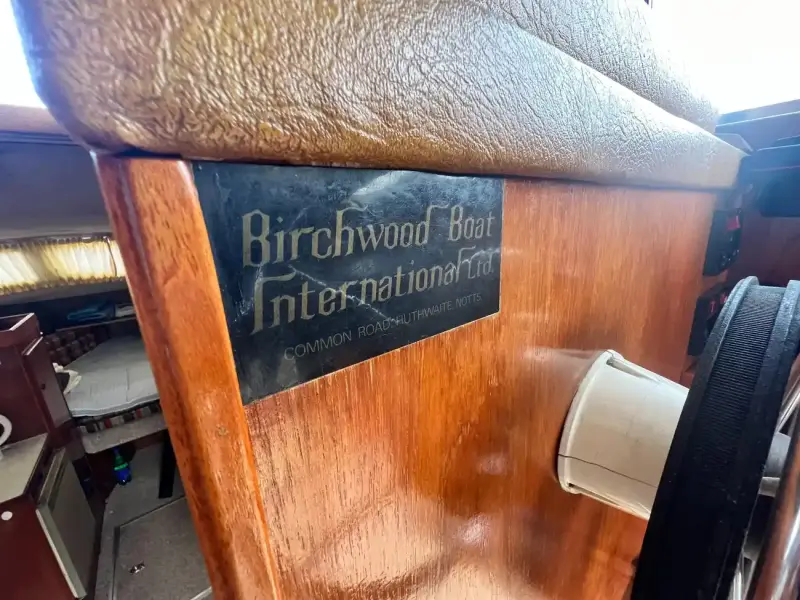 Birchwood Boat
International Ltd.
COMMON ROAD, HUTHWAITE, NOTTS